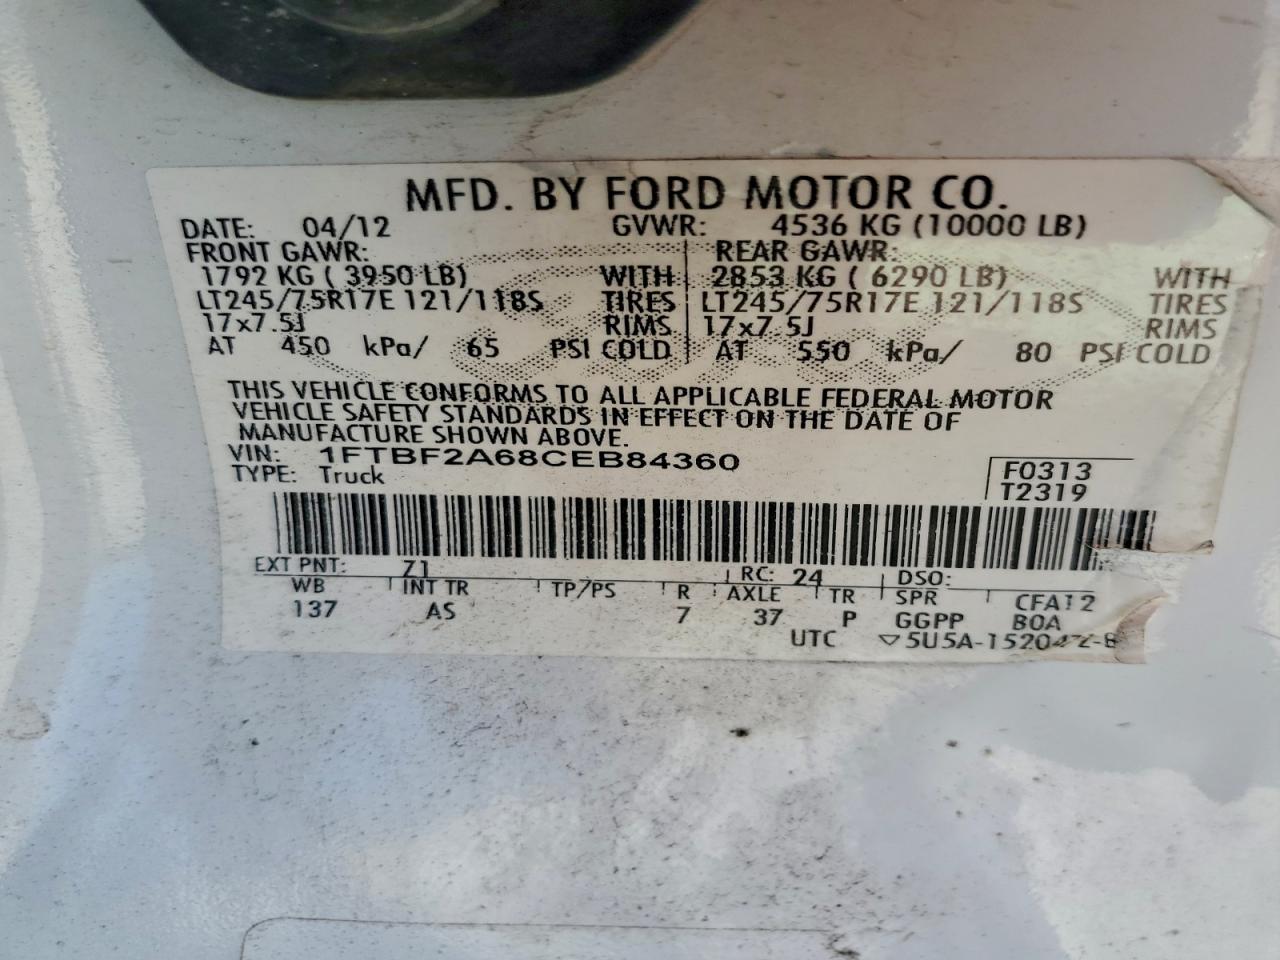 MFD. BY FORD MOTOR CO.
DATE: 04/12 GVWR: 4536 KG (10000 LB)
FRONT GAWR: REAR GAWR:
1792 KG ( 3950 LB) WITH 2853 KG ( 6290 LB) WITH
LT245/75R17E 121/118S TIRES LT245/75R17E 121/118S TIRES
17x7.5J RIMS 17x7.5J RIMS
AT 450 kPa/ 65 PSI COLD AT 550 kPa/ 80 PSI COLD
THIS VEHICLE CONFORMS TO ALL APPLICABLE FEDERAL MOTOR
VEHICLE SAFETY STANDARDS IN EFFECT ON THE DATE OF
MANUFACTURE SHOWN ABOVE.
VIN: 1FTBF2A68CEB84360
TYPE: Truck
F0313
T2319
EXT PNT: Z1 RC: 24 DSO:
WB INT TR TP/PS R AXLE TR SPR CFA12
137 AS 7 37 P GGPP BOA
UTC ▽5U5A-1520472-B